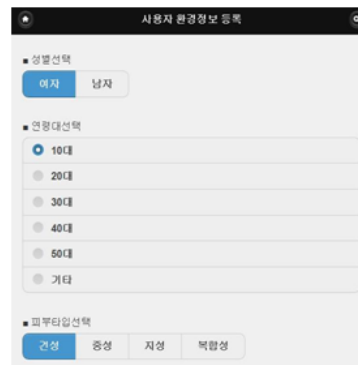 사용자 환경정보 등록
■ 성별선택
여자 남자
■ 연령대선택
10대
20대
30대
40대
50대
기타
■ 피부타입선택
건성 중성 지성 복합성